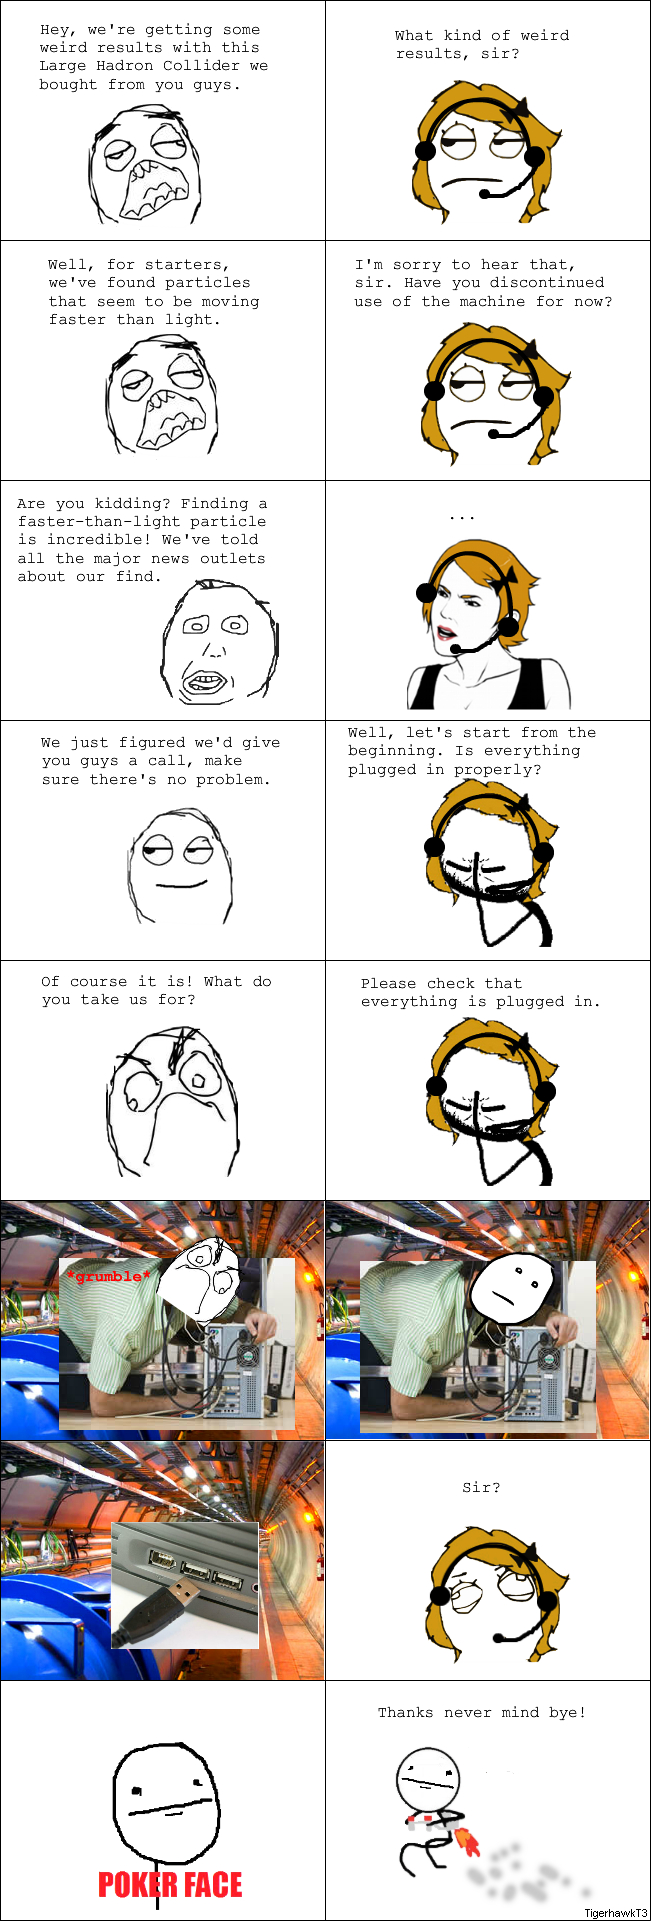 Hey, we're getting some
weird results with this
Large Hadron Collider we
bought from you guys.
What kind of weird
results, sir?
Well, for starters,
we've found particles
that seem to be moving
faster than light.
I'm sorry to hear that,
sir. Have you discontinued
use of the machine for now?
Are you kidding? Finding a
faster-than-light particle
is incredible! We've told
all the major news outlets
about our find.
...
We just figured we'd give
you guys a call, make
sure there's no problem.
Well, let's start from the
beginning. Is everything
plugged in properly?
Of course it is! What do
you take us for?
Please check that
everything is plugged in.
*grumble*
Sir?
POKER FACE
Thanks never mind bye!
TigerhawkT3